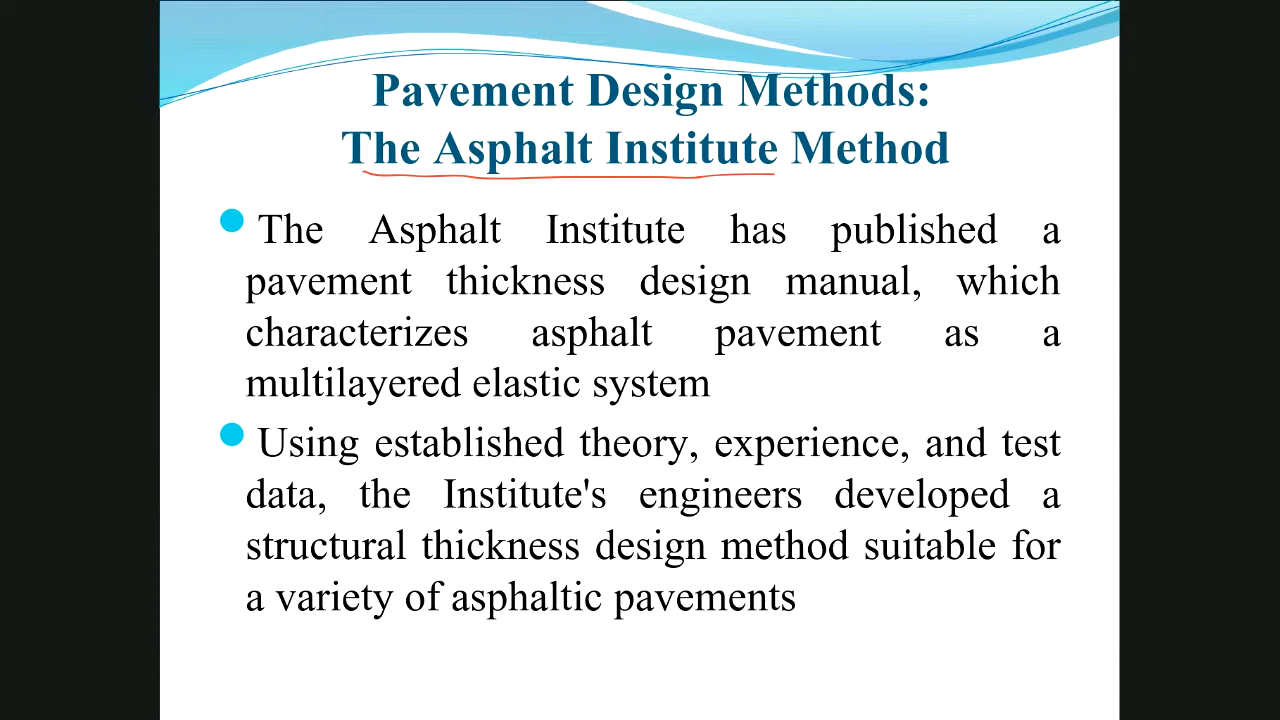 Pavement Design Methods:
The Asphalt Institute Method
The Asphalt Institute has published a
pavement thickness design manual, which
characterizes asphalt pavement as a
multilayered elastic system
Using established theory, experience, and test
data, the Institute's engineers developed a
structural thickness design method suitable for
a variety of asphaltic pavements